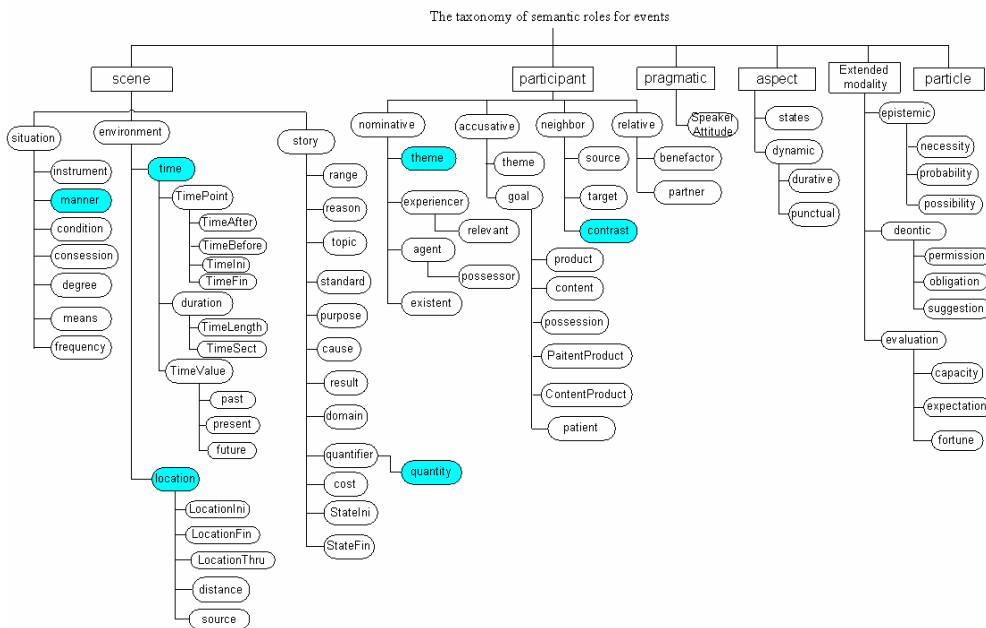 The taxonomy of semantic roles for events
scene
participant
pragmatic
aspect
Extended
modality
particle
situation
instrument
manner
condition
consession
degree
means
frequency
environment
time
TimePoint
TimeAfter
TimeBefore
TimeIni
TimeFin
duration
TimeLength
TimeSect
TimeValue
past
present
future
location
LocationIni
LocationFin
LocationThru
distance
source
story
range
reason
topic
standard
purpose
cause
result
domain
quantifier
quantity
cost
StateIni
StateFin
nominative
theme
experiencer
relevant
agent
possessor
existent
accusative
theme
goal
product
content
possession
PaitentProduct
ContentProduct
patient
neighbor
source
target
contrast
relative
benefactor
partner
Speaker
Attitude
states
dynamic
durative
punctual
epistemic
necessity
probability
possibility
deontic
permission
obligation
suggestion
evaluation
capacity
expectation
fortune